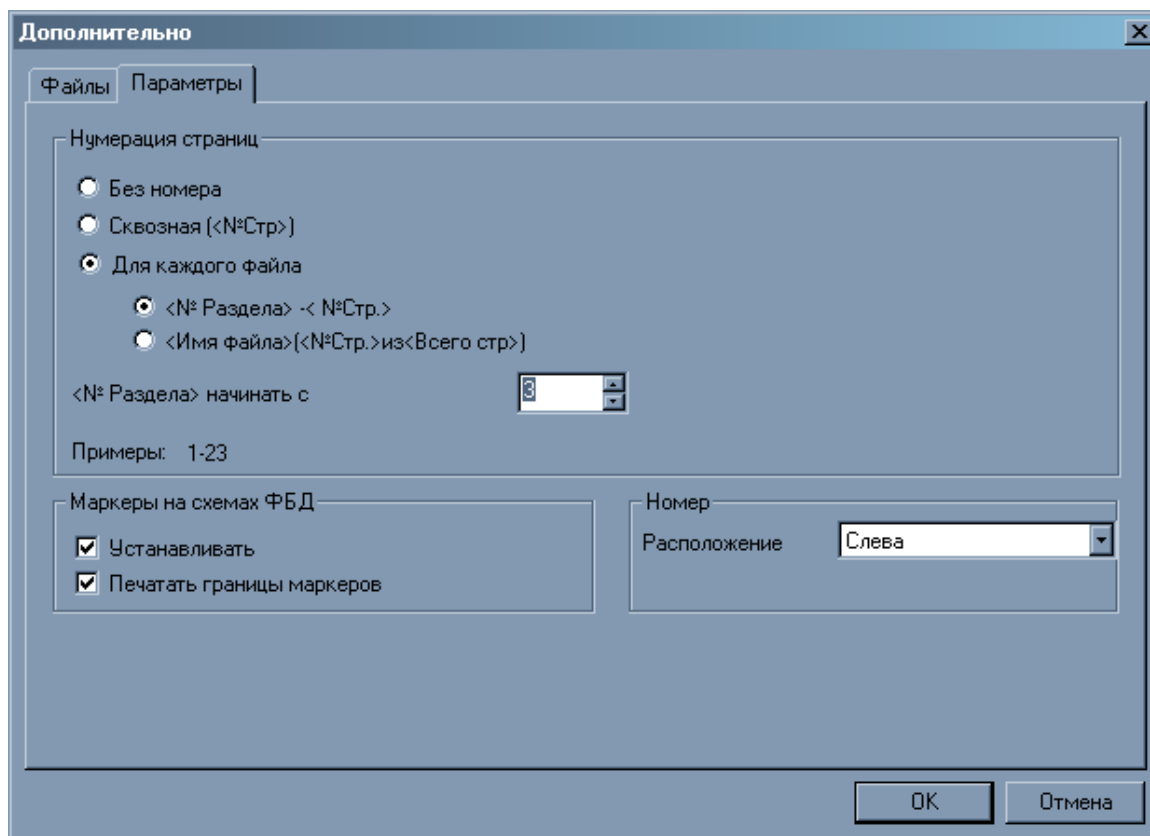 Дополнительно
Файлы Параметры
Нумерация страниц
Без номера
Сквозная (<№Стр>)
Для каждого файла
<№ Раздела> -< №Стр.>
<Имя файла>(<№Стр.>из<Всего стр>)
<№ Раздела> начинать с 3
Примеры: 1-23
Маркеры на схемах ФБД
Устанавливать
Печатать границы маркеров
Номер
Расположение Слева
OK Отмена